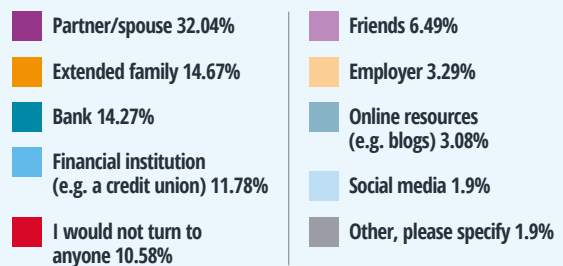 Partner/spouse 32.04%
Extended family 14.67%
Bank 14.27%
Financial institution
(e.g. a credit union) 11.78%
I would not turn to
anyone 10.58%
Friends 6.49%
Employer 3.29%
Online resources
(e.g. blogs) 3.08%
Social media 1.9%
Other, please specify 1.9%